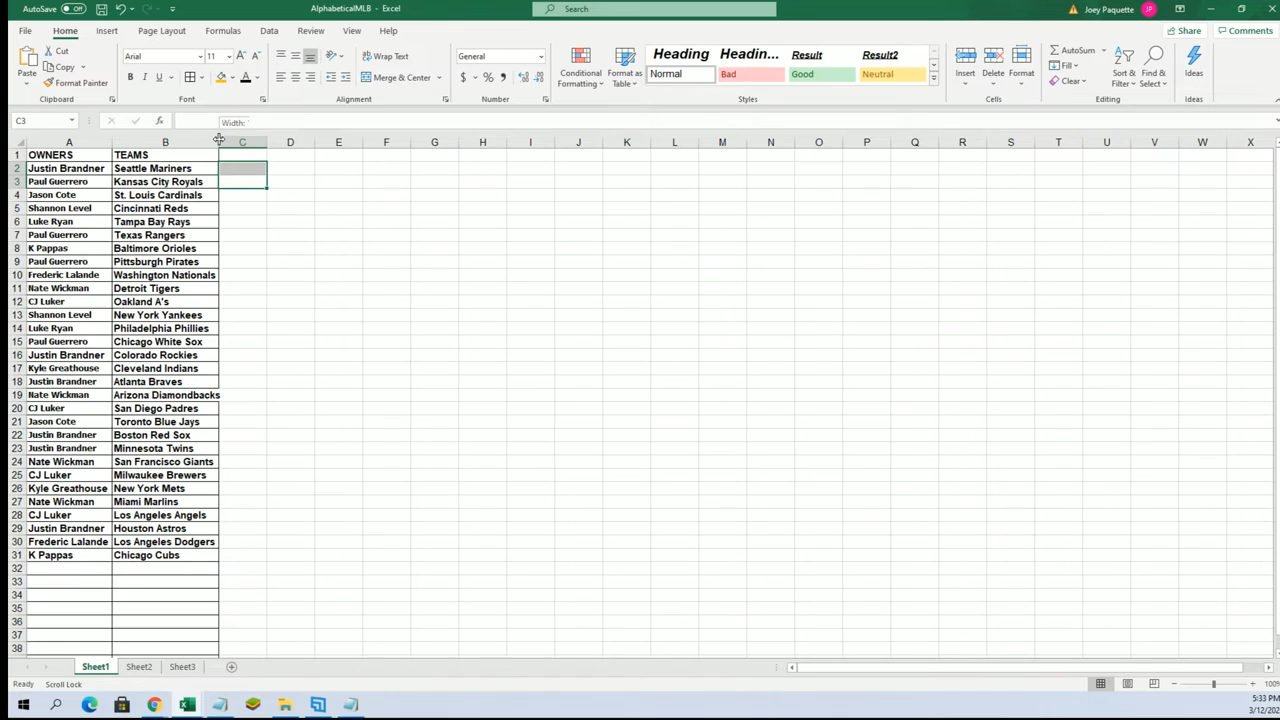 AutoSave Off AlphabeticalMLB - Excel Search Joey Paquette JP
File Home Insert Page Layout Formulas Data Review View Help Share Comments
Cut Arial 11 Wrap Text General Heading Headin... Result Result2 AutoSum
Copy Fill
Paste Format Painter B I U A Merge & Center $ % Conditional Formatting Format as Table Normal Bad Good Neutral Insert Delete Format Clear Sort & Filter Find & Select Ideas
Clipboard Font Alignment Number Styles Cells Editing Ideas
C3 fx Width:
A B C D E F G H I J K L M N O P Q R S T U V W X
1 OWNERS TEAMS
2 Justin Brandner Seattle Mariners
3 Paul Guerrero Kansas City Royals
4 Jason Cote St. Louis Cardinals
5 Shannon Level Cincinnati Reds
6 Luke Ryan Tampa Bay Rays
7 Paul Guerrero Texas Rangers
8 K Pappas Baltimore Orioles
9 Paul Guerrero Pittsburgh Pirates
10 Frederic Lalande Washington Nationals
11 Nate Wickman Detroit Tigers
12 CJ Luker Oakland A's
13 Shannon Level New York Yankees
14 Luke Ryan Philadelphia Phillies
15 Paul Guerrero Chicago White Sox
16 Justin Brandner Colorado Rockies
17 Kyle Greathouse Cleveland Indians
18 Justin Brandner Atlanta Braves
19 Nate Wickman Arizona Diamondbacks
20 CJ Luker San Diego Padres
21 Jason Cote Toronto Blue Jays
22 Justin Brandner Boston Red Sox
23 Justin Brandner Minnesota Twins
24 Nate Wickman San Francisco Giants
25 CJ Luker Milwaukee Brewers
26 Kyle Greathouse New York Mets
27 Nate Wickman Miami Marlins
28 CJ Luker Los Angeles Angels
29 Justin Brandner Houston Astros
30 Frederic Lalande Los Angeles Dodgers
31 K Pappas Chicago Cubs
32
33
34
35
36
37
38
Sheet1 Sheet2 Sheet3
Ready Scroll Lock 100%
5:33 PM
3/12/202